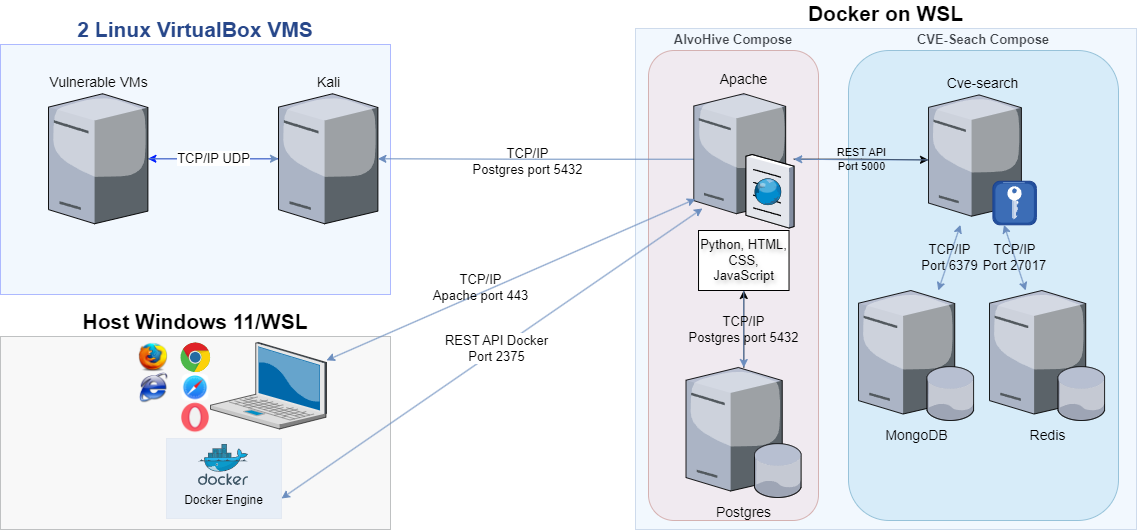 2 Linux VirtualBox VMS
Vulnerable VMs
Kali
TCP/IP UDP
TCP/IP
Postgres port 5432
Docker on WSL
AlvoHive Compose
CVE-Seach Compose
Apache
Cve-search
REST API
Port 5000
Python, HTML,
CSS,
JavaScript
TCP/IP
Port 6379
TCP/IP
Port 27017
TCP/IP
Postgres port 5432
MongoDB
Redis
Postgres
TCP/IP
Apache port 443
REST API Docker
Port 2375
Host Windows 11/WSL
docker
Docker Engine